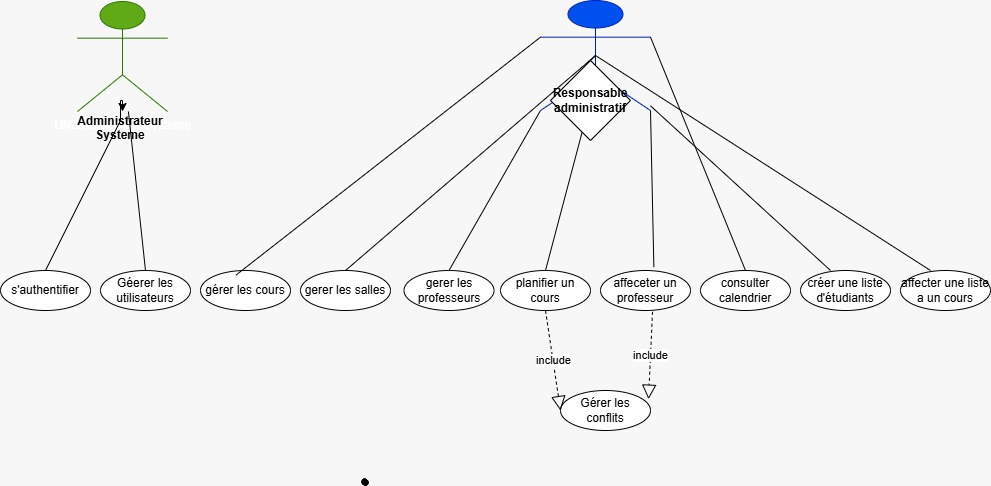 Responsable
administratif
Administrateur
Systeme
s'authentifier
Géerer les
utilisateurs
gérer les cours
gerer les salles
gerer les
professeurs
planifier un
cours
affeceter un
professeur
consulter
calendrier
créer une liste
d'étudiants
affecter une liste
a un cours
include
include
Gérer les
conflits